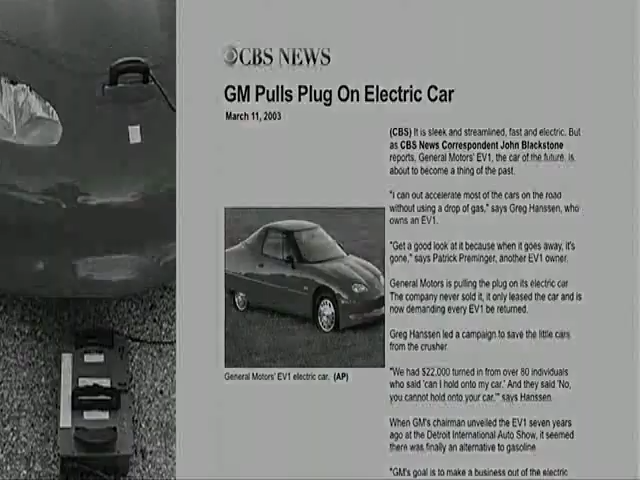 CBS NEWS
GM Pulls Plug On Electric Car
March 11, 2003
(CBS) It is sleek and streamlined, fast and electric. But
as CBS News Correspondent John Blackstone
reports, General Motors' EV1, the car of the future, is
about to become a thing of the past.
"I can out accelerate most of the cars on the road
without using a drop of gas," says Greg Hanssen, who
owns an EV1.
"Get a good look at it because when it goes away, it's
gone," says Patrick Preminger, another EV1 owner.
General Motors is pulling the plug on its electric car
The company never sold it, it only leased the car and is
now demanding every EV1 be returned.
Greg Hanssen led a campaign to save the little cars
from the crusher.
"We had $22,000 turned in from over 80 individuals
who said 'can I hold onto my car.' And they said 'No,
you cannot hold onto your car.'" says Hanssen.
General Motors' EV1 electric car. (AP)
When GM's chairman unveiled the EV1 seven years
ago at the Detroit International Auto Show, it seemed
there was finally an alternative to gasoline
"GM's goal is to make a business out of the electric